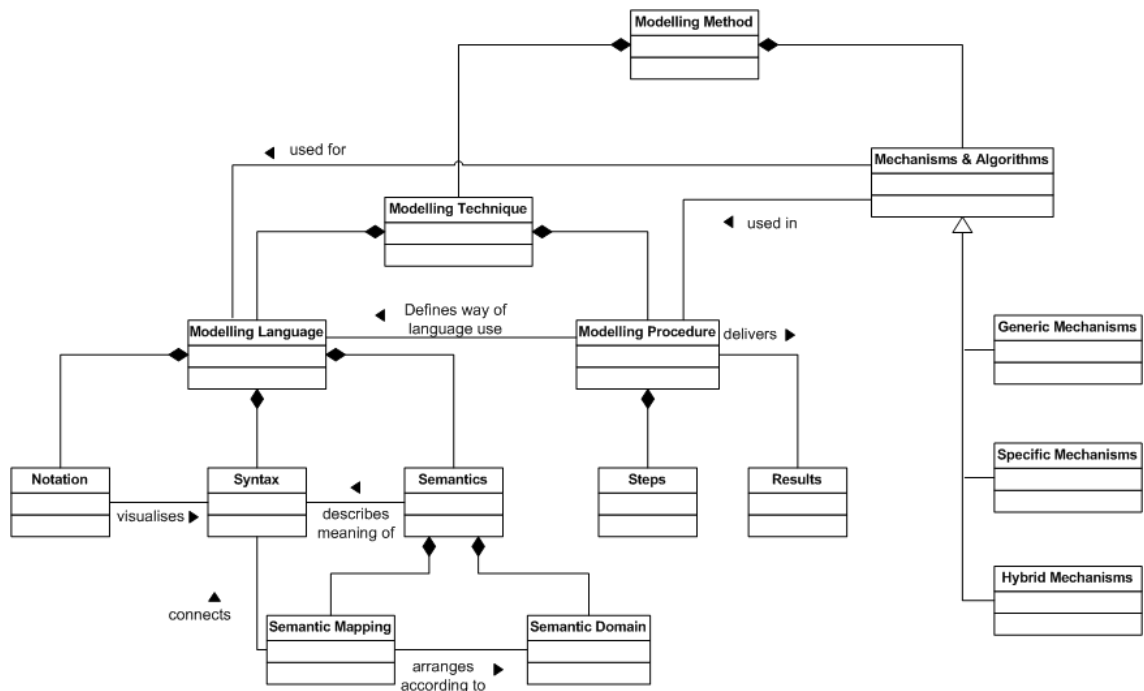 Modelling Method
used for
Mechanisms & Algorithms
Modelling Technique
used in
Defines way of
language use
Modelling Language
Modelling Procedure
delivers
Generic Mechanisms
Notation
Syntax
Semantics
Steps
Results
Specific Mechanisms
visualises
describes
meaning of
Hybrid Mechanisms
connects
Semantic Mapping
Semantic Domain
arranges
according to